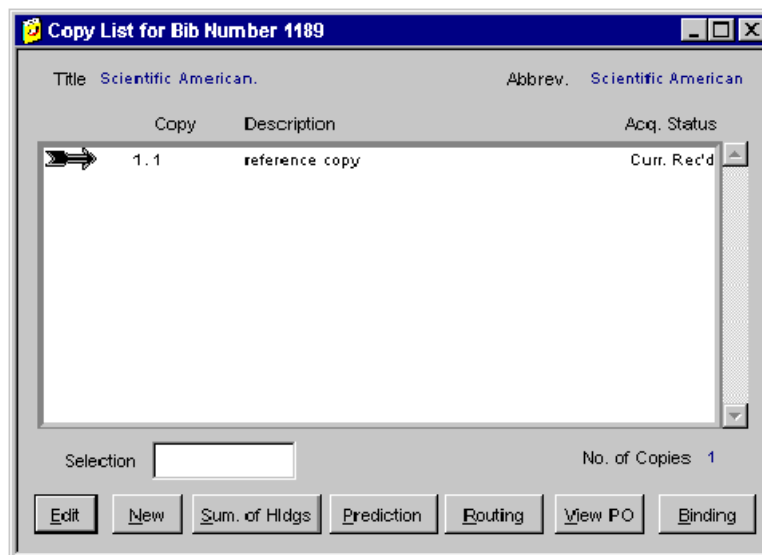 Copy List for Bib Number 1189
Title Scientific American. Abbrev. Scientific American
Copy Description Acq. Status
1.1 reference copy Curr. Rec'd
Selection No. of Copies 1
Edit New Sum. of Hldgs Prediction Routing View PO Binding